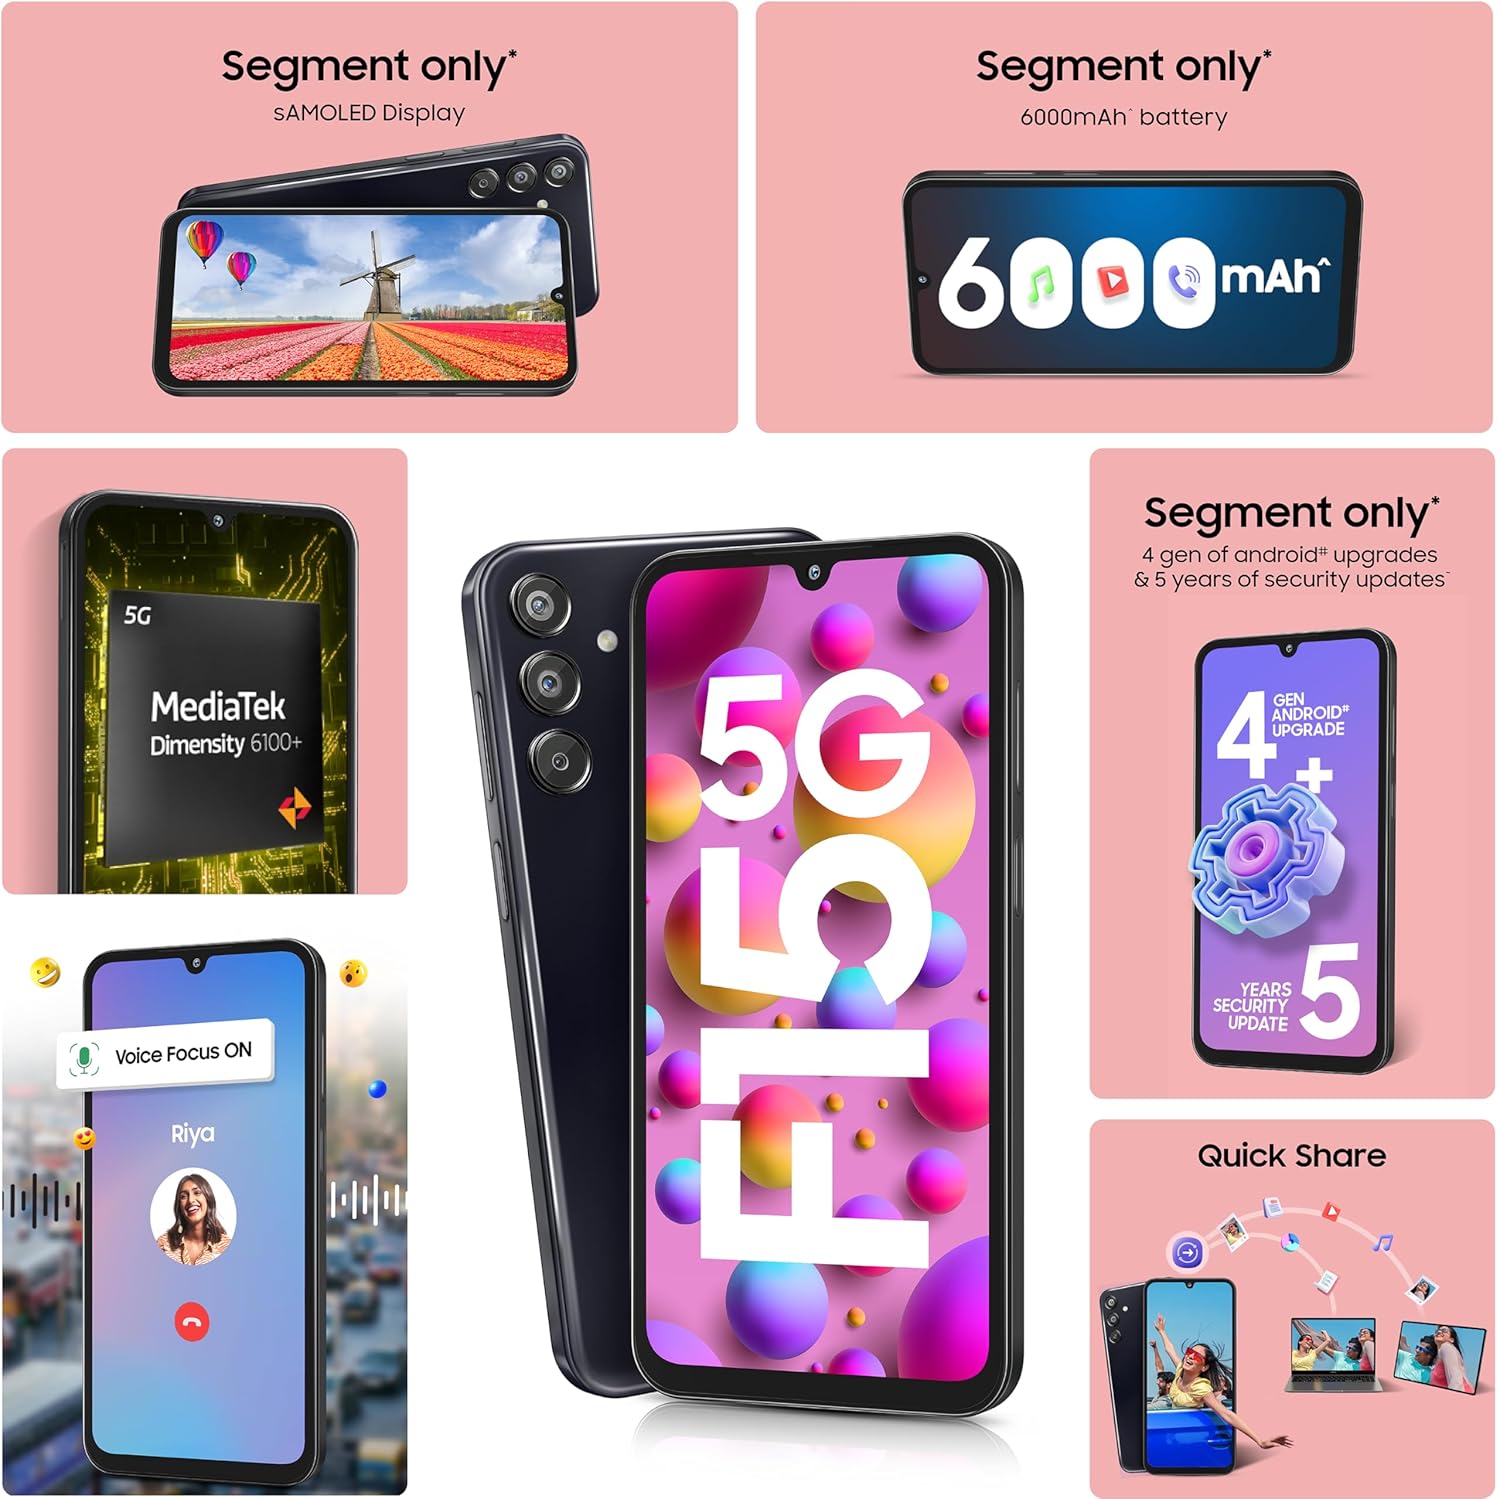 Segment only*
sAMOLED Display
Segment only*
6000mAh^ battery
6000mAh^
5G
MediaTek
Dimensity 6100+
5G
F15
Segment only*
4 gen of android# upgrades
& 5 years of security updates~
4 GEN
ANDROID#
UPGRADE
+
YEARS
SECURITY
UPDATE 5
Voice Focus ON
Riya
Quick Share